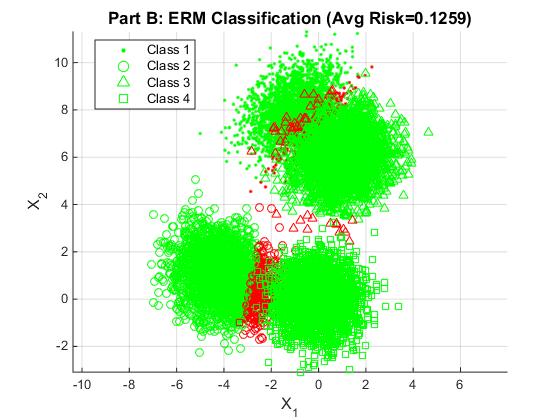 Part B: ERM Classification (Avg Risk=0.1259)
Class 1
Class 2
Class 3
Class 4
10
8
6
4
2
0
-2
X2
-10 -8 -6 -4 -2 0 2 4 6
X1